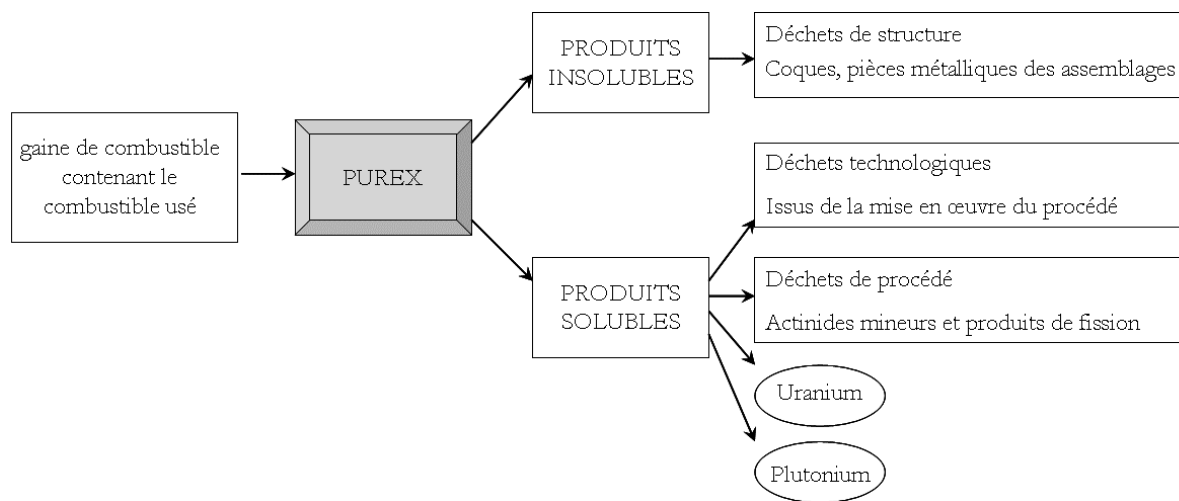 gaine de combustible
contenant le
combustible usé
PUREX
PRODUITS
INSOLUBLES
Déchets de structure
Coques, pièces métalliques des assemblages
PRODUITS
SOLUBLES
Déchets technologiques
Issus de la mise en œuvre du procédé
Déchets de procédé
Actinides mineurs et produits de fission
Uranium
Plutonium